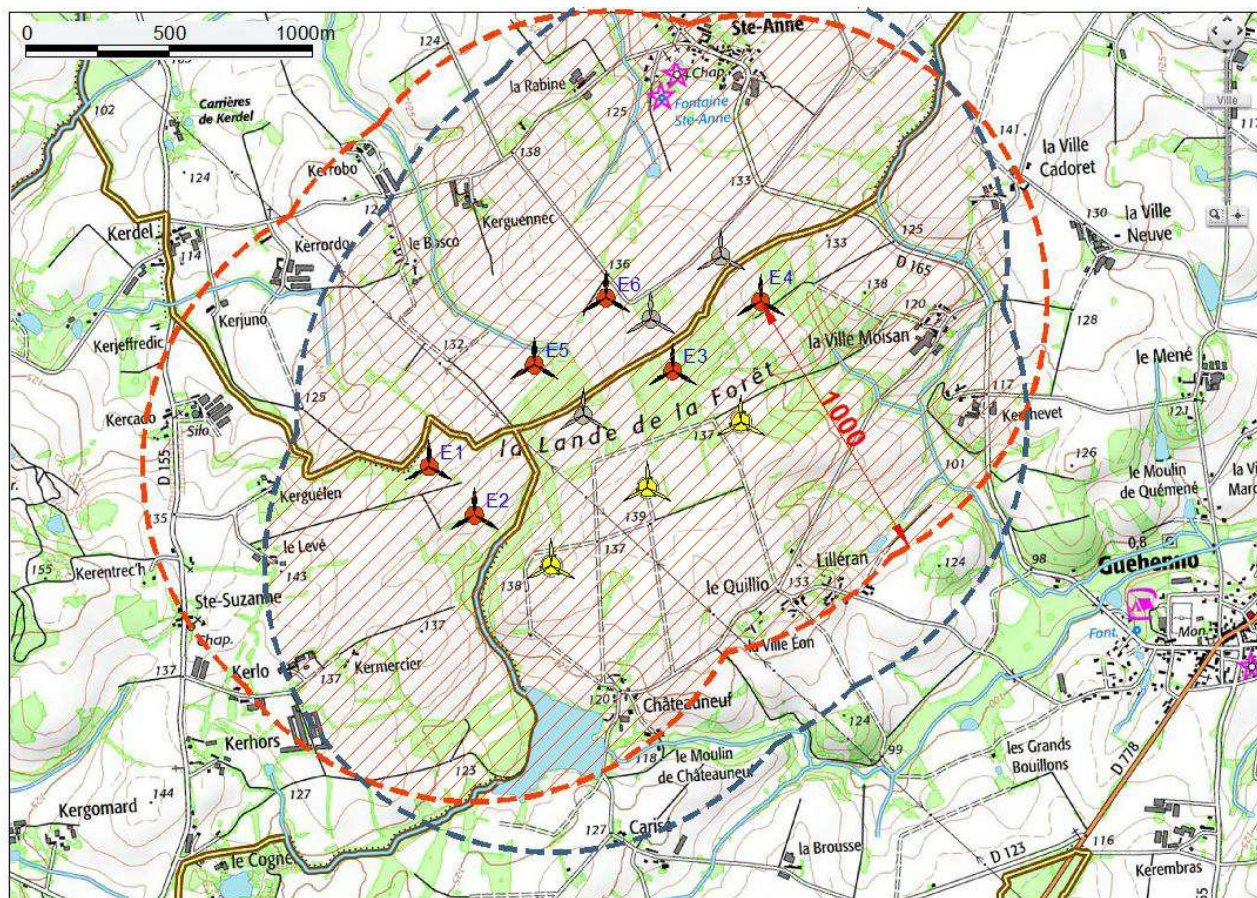 0 500 1000m
Ste-Anne
124
Chap.
la Rabine
Fontaine
Ste-Anne
Ville
102
Carrières
de Kerdel
125
141
138
124
Kerrobo
la Ville
Cadoret
133
Kerguennec
130
la Ville
Neuve
Kerdel
114
Kerrordo
le Basco
133
125
D 165
136
E6
E4
138
120
Kerjuno
Kerjeffredic
132
la Ville Moisan
128
E5
E3
le Mené
125
117
Kercado
Silo
la Lande de la Forêt
137
1000
121
D 155
E1
101
126
le Moulin
de Quémené
Kerguélen
E2
139
135
0,8
le Levé
137
98
Guéhenno
155
Kerentrec'h
143
138
le Quillio
133
Lilléran
124
Ste-Suzanne
Chap.
137
Font.
Mon.
137
Kermercier
la Ville Éon
Kerlo
137
120
Châteauneuf
124
Kerhors
99
118
le Moulin
de Châteauneuf
les Grands
Bouillons
D 778
123
Kergomard
144
127
127
Carisé
la Brousse
D 123
116
le Cogne
Kerembras